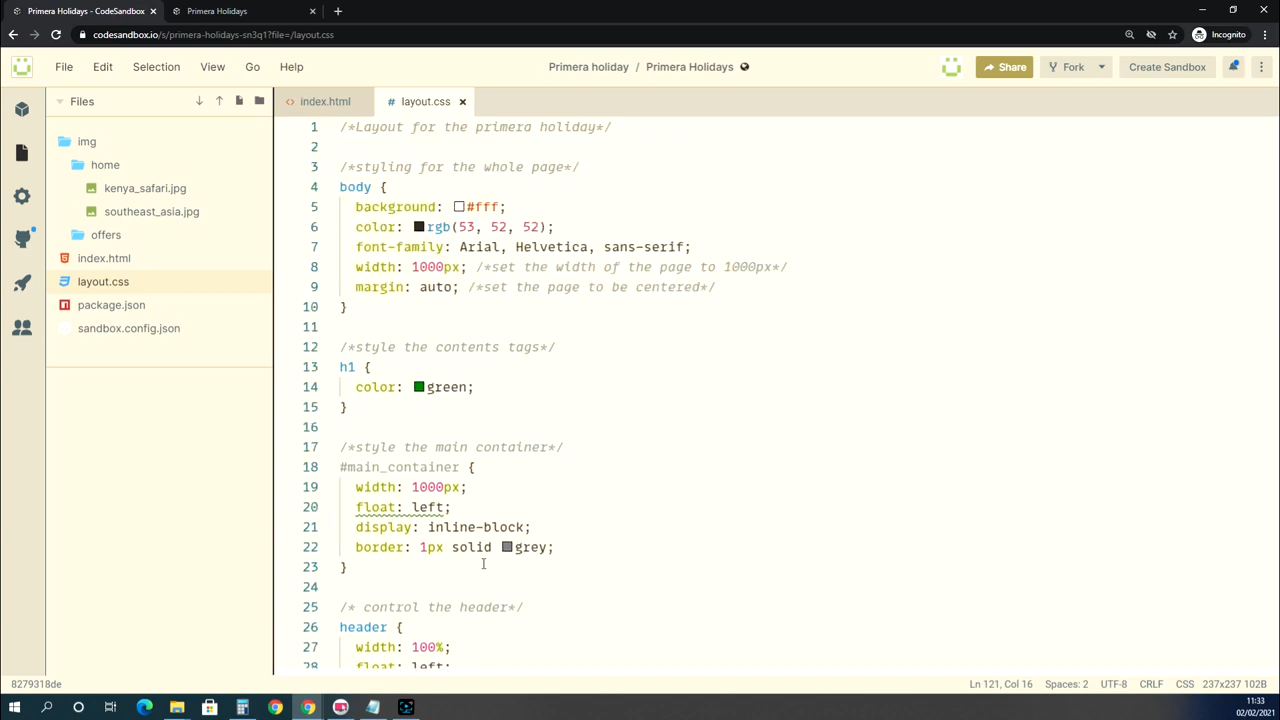 Primera Holidays - CodeSandbox
Primera Holidays
codesandbox.io/s/primera-holidays-sn3q1?file=/layout.css
Incognito
File Edit Selection View Go Help
Primera holiday / Primera Holidays
Share
Fork
Create Sandbox
Files
img
home
kenya_safari.jpg
southeast_asia.jpg
offers
index.html
layout.css
package.json
sandbox.config.json
<> index.html
# layout.css
1 /*Layout for the primera holiday*/
2
3 /*styling for the whole page*/
4 body {
5 background: #fff;
6 color: rgb(53, 52, 52);
7 font-family: Arial, Helvetica, sans-serif;
8 width: 1000px; /*set the width of the page to 1000px*/
9 margin: auto; /*set the page to be centered*/
10 }
11
12 /*style the contents tags*/
13 h1 {
14 color: green;
15 }
16
17 /*style the main container*/
18 #main_container {
19 width: 1000px;
20 float: left;
21 display: inline-block;
22 border: 1px solid grey;
23 }
24
25 /* control the header*/
26 header {
27 width: 100%;
28 float: left;
8279318de
Ln 121, Col 16 Spaces: 2 UTF-8 CRLF CSS 237x237 102B
11:33
02/02/2021